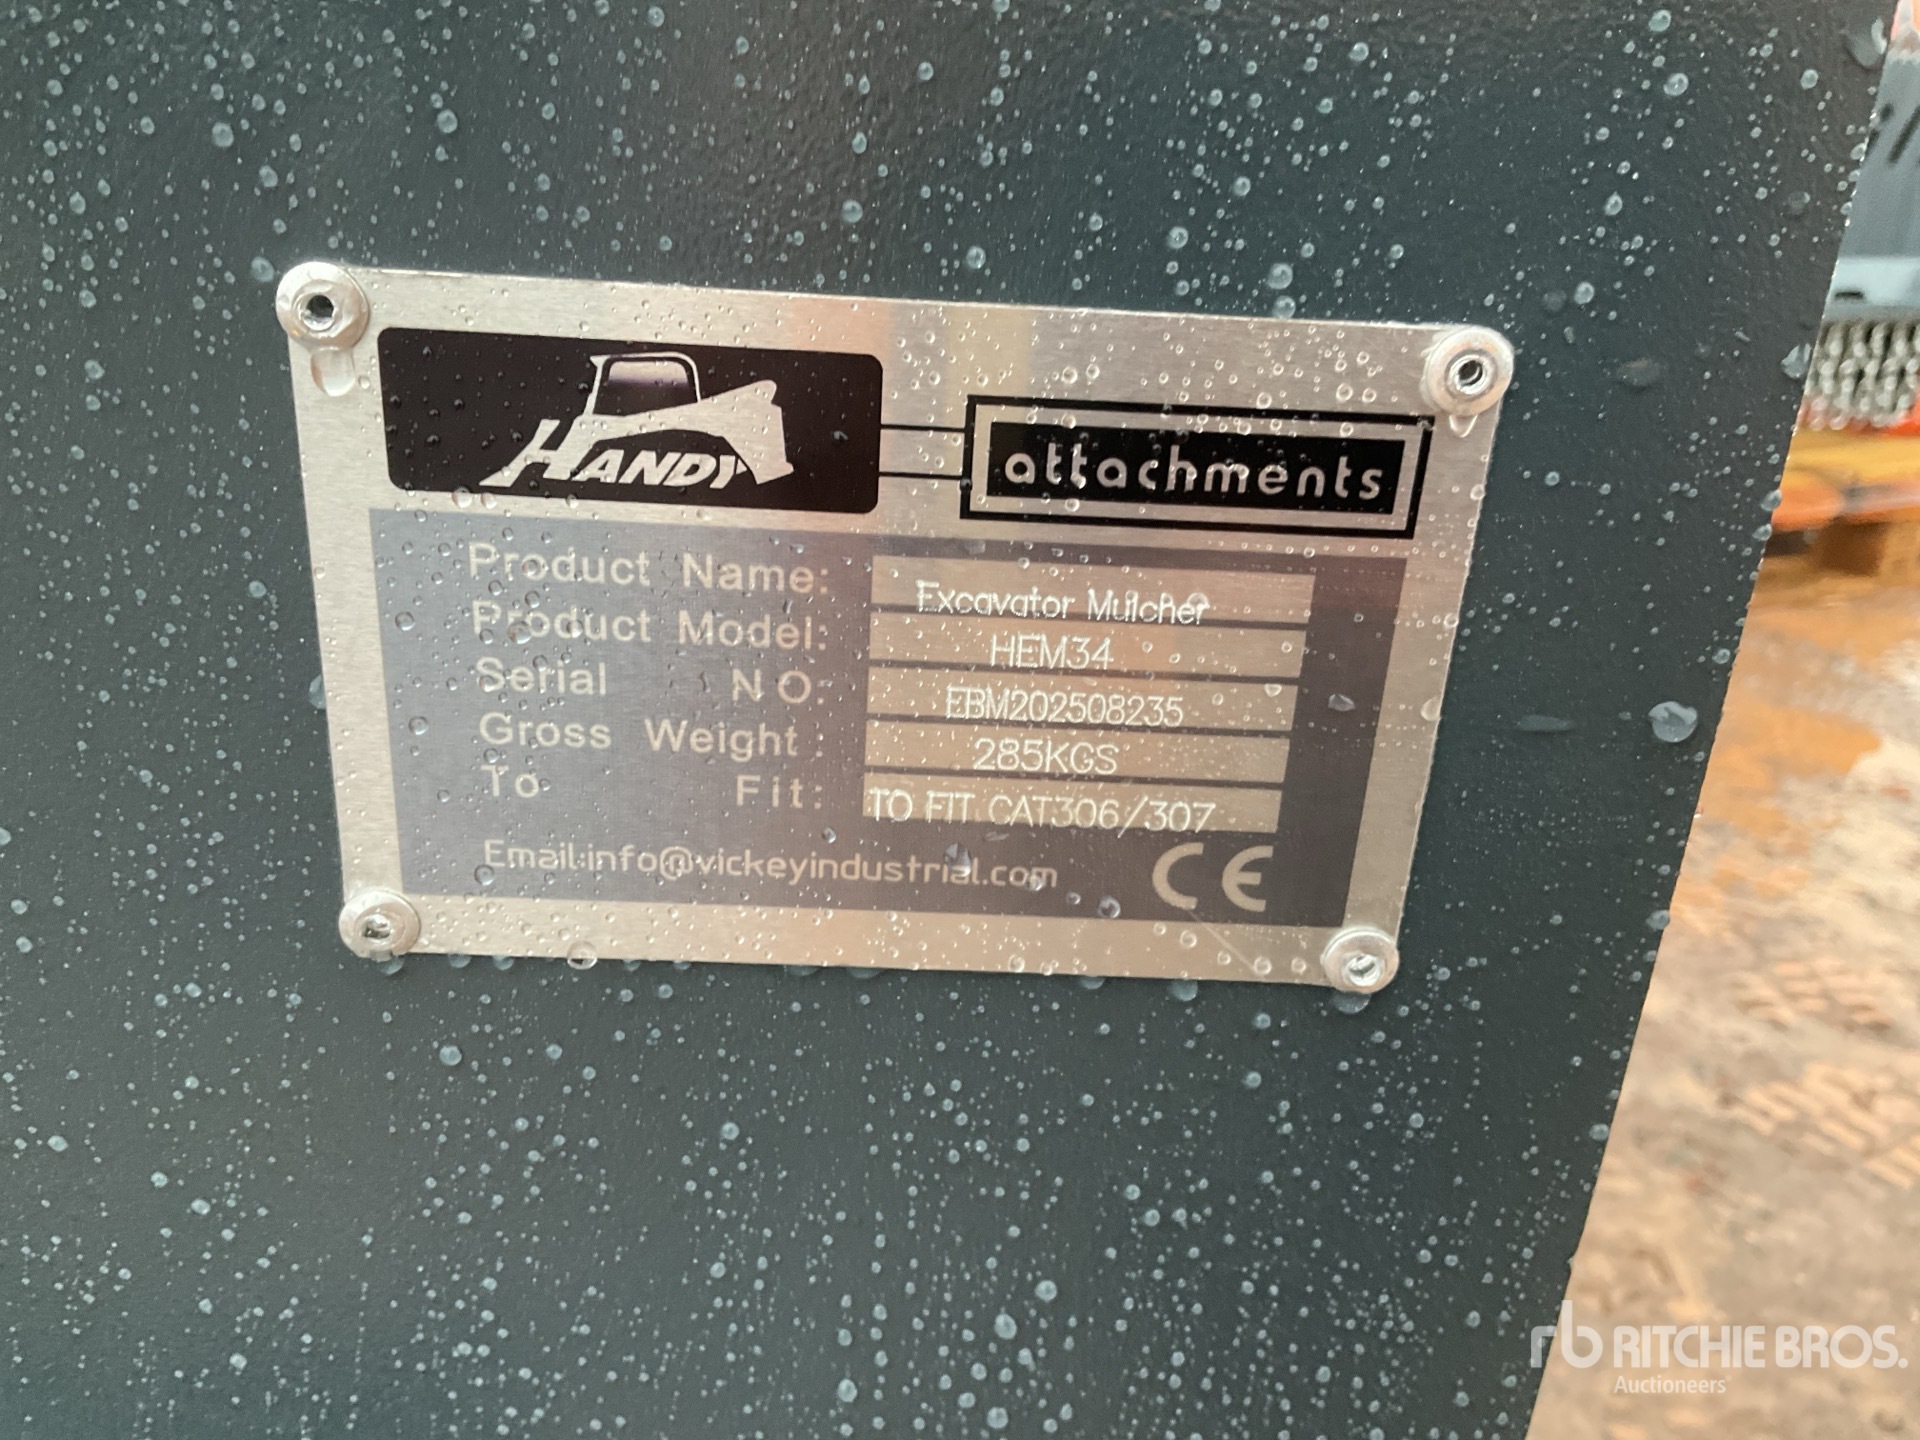 HANDY
attachments
Product Name: Excavator Mulcher
Product Model: HEM34
Serial NO: EBM202508235
Gross Weight: 285KGS
To Fit: TO FIT CAT306/307
Email:info@vickeyindustrial.com CE
rb RITCHIE BROS.
Auctioneers